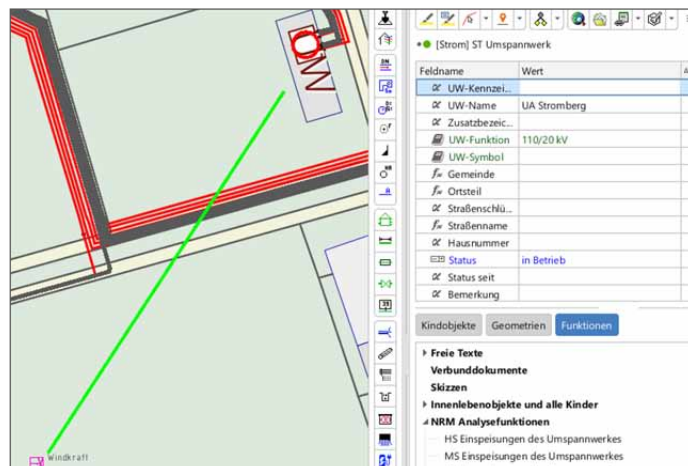 [Strom] ST Umspannwerk
Feldname Wert
UW-Kennzei...
UW-Name UA Stromberg
Zusatzbezeic...
UW-Funktion 110/20 kV
UW-Symbol
Gemeinde
Ortsteil
Straßenschlü...
Straßenname
Hausnummer
Status in Betrieb
Status seit
Bemerkung
Kindobjekte Geometrien Funktionen
Freie Texte
Verbunddokumente
Skizzen
Innenlebenobjekte und alle Kinder
NRM Analysefunktionen
HS Einspeisungen des Umspannwerkes
MS Einspeisungen des Umspannwerkes
Windkraft